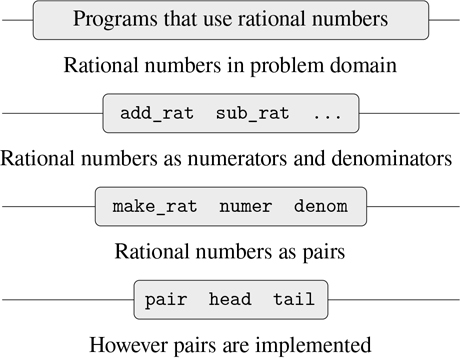 Programs that use rational numbers
Rational numbers in problem domain
add_rat sub_rat ...
Rational numbers as numerators and denominators
make_rat numer denom
Rational numbers as pairs
pair head tail
However pairs are implemented